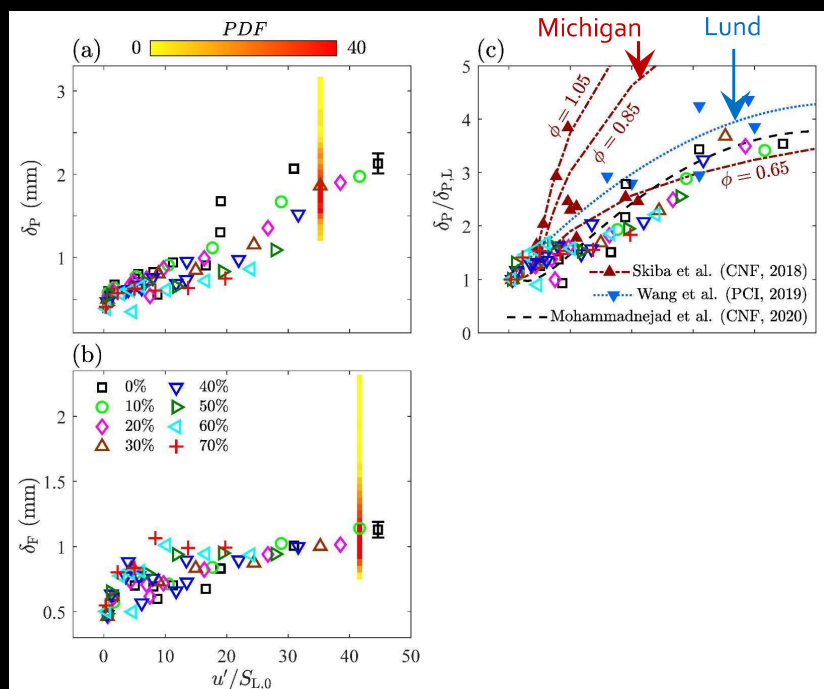 PDF
0 40
(a)
3
2
1
δP (mm)
(b)
0% 40%
10% 50%
20% 60%
30% 70%
2
1.5
1
0.5
δF (mm)
0 10 20 30 40 50
u′/SL,0
Michigan Lund
(c)
5
4
3
2
1
0
δP/δP,L
ϕ = 1.05
ϕ = 0.85
ϕ = 0.65
Skiba et al. (CNF, 2018)
Wang et al. (PCI, 2019)
Mohammadnejad et al. (CNF, 2020)